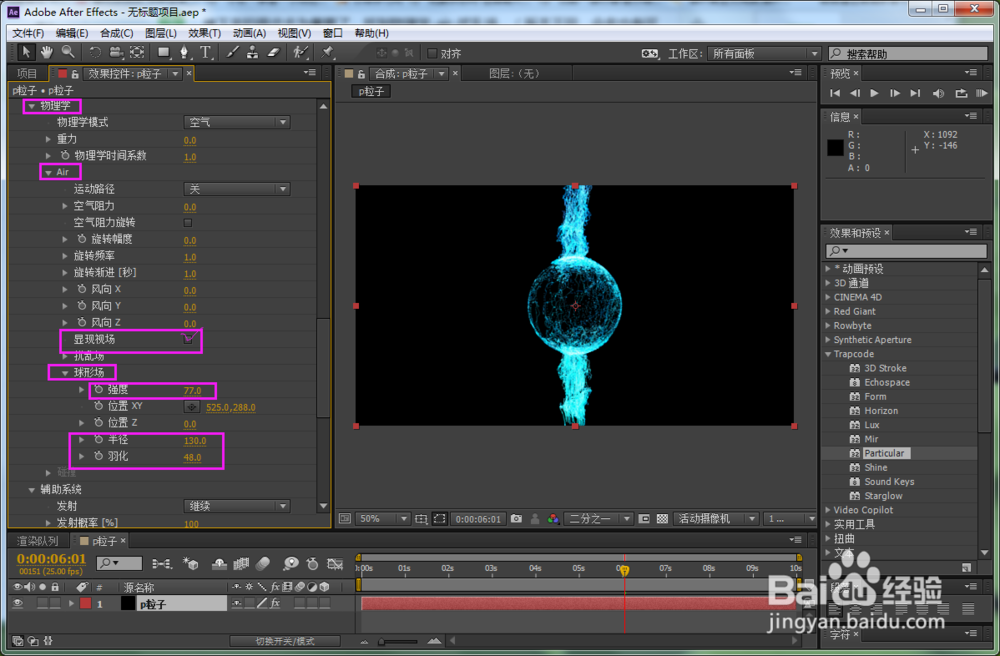 Ae Adobe After Effects - 无标题项目.aep *
文件(F) 编辑(E) 合成(C) 图层(L) 效果(T) 动画(A) 视图(V) 窗口 帮助(H)
对齐 工作区: 所有面板 搜索帮助
项目 效果控件: p粒子 ×
p粒子 • p粒子
物理学
物理学模式 空气
重力 0.0
物理学时间系数 1.0
Air
运动路径 关
空气阻力 0.0
空气阻力旋转
旋转幅度 0.0
旋转频率 1.0
旋转渐进 [秒] 1.0
风向 X 0.0
风向 Y 0.0
风向 Z 0.0
显现视场
扰乱场
球形场
强度 77.0
位置 XY 525.0,288.0
位置 Z 0.0
半径 130.0
羽化 48.0
碰撞
辅助系统
发射 继续
发射概率 [%] 100
合成: p粒子 × 图层: (无)
p粒子
50% 0:00:06:01 二分之一 活动摄像机 1 ...
预览 ×
信息 ×
R :
G :
B :
A : 0
X : 1092
Y : -146
效果和预设 ×
* 动画预设
3D 通道
CINEMA 4D
Red Giant
Rowbyte
Synthetic Aperture
Trapcode
3D Stroke
Echospace
Form
Horizon
Lux
Mir
Particular
Shine
Sound Keys
Starglow
Video Copilot
实用工具
扭曲
文本
字符 ×
渲染队列 p粒子 ×
0:00:06:01
00151 (25.00 fps)
# 源名称
1 p粒子
:00s 01s 02s 03s 04s 05s 06s 07s 08s 09s 10s
切换开关/模式
Baidu 经验
jingyan.baidu.com